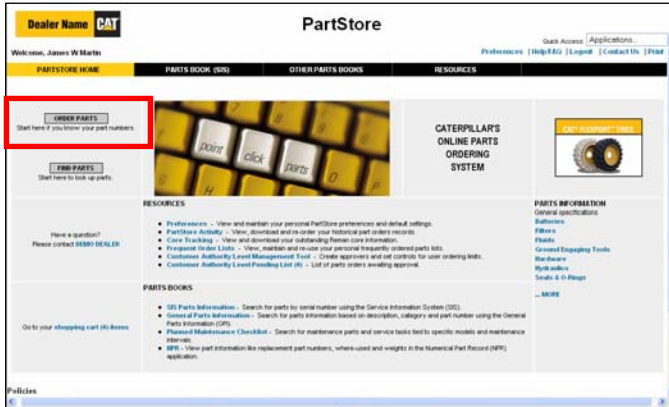 Dealer Name CAT
PartStore
Quick Access: Applications...
Welcome, James W Martin
Preferences | Help/FAQ | Logout | Contact Us | Print
PARTSTORE HOME PARTS BOOK (SIS) OTHER PARTS BOOKS RESOURCES
ORDER PARTS
Start here if you know your part numbers.
FIND PARTS
Start here to look up parts.
point click parts
CATERPILLAR'S
ONLINE PARTS
ORDERING
SYSTEM
CAT® FLEXPORT™ TIRES
RESOURCES
Preferences - View and maintain your personal PartStore preferences and default settings.
PartStore Activity - View, download and re-order your historical part orders records.
Core Tracking - View and download your outstanding Reman core information.
Frequent Order Lists - View, maintain and re-use your personal frequently ordered parts lists.
Customer Authority Level Management Tool - Create approvers and set controls for user ordering limits.
Customer Authority Level Pending List (0) - List of parts orders awaiting approval.
Have a question?
Please contact DEMO DEALER
PARTS INFORMATION
General specifications
Batteries
Filters
Fluids
Ground Engaging Tools
Hardware
Hydraulics
Seals & O-Rings
... MORE
PARTS BOOKS
SIS Parts Information - Search for parts by serial number using the Service Information System (SIS).
General Parts Information - Search for parts information based on description, category and part number using the General
Parts Information (GPI).
Planned Maintenance Checklist - Search for maintenance parts and service tasks tied to specific models and maintenance
intervals.
NPR - View part information like replacement part numbers, where-used and weights in the Numerical Part Record (NPR)
application.
Go to your shopping cart (0) items
Policies